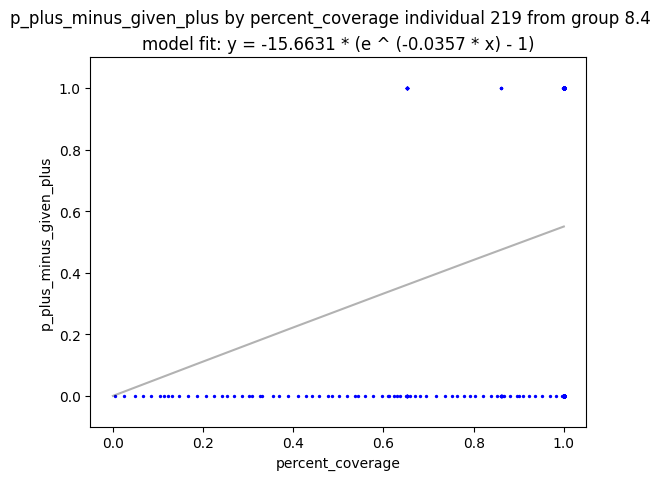 p_plus_minus_given_plus by percent_coverage individual 219 from group 8.4
model fit: y = -15.6631 * (e ^ (-0.0357 * x) - 1)
1.0
0.8
0.6
0.4
0.2
0.0
p_plus_minus_given_plus
0.0 0.2 0.4 0.6 0.8 1.0
percent_coverage